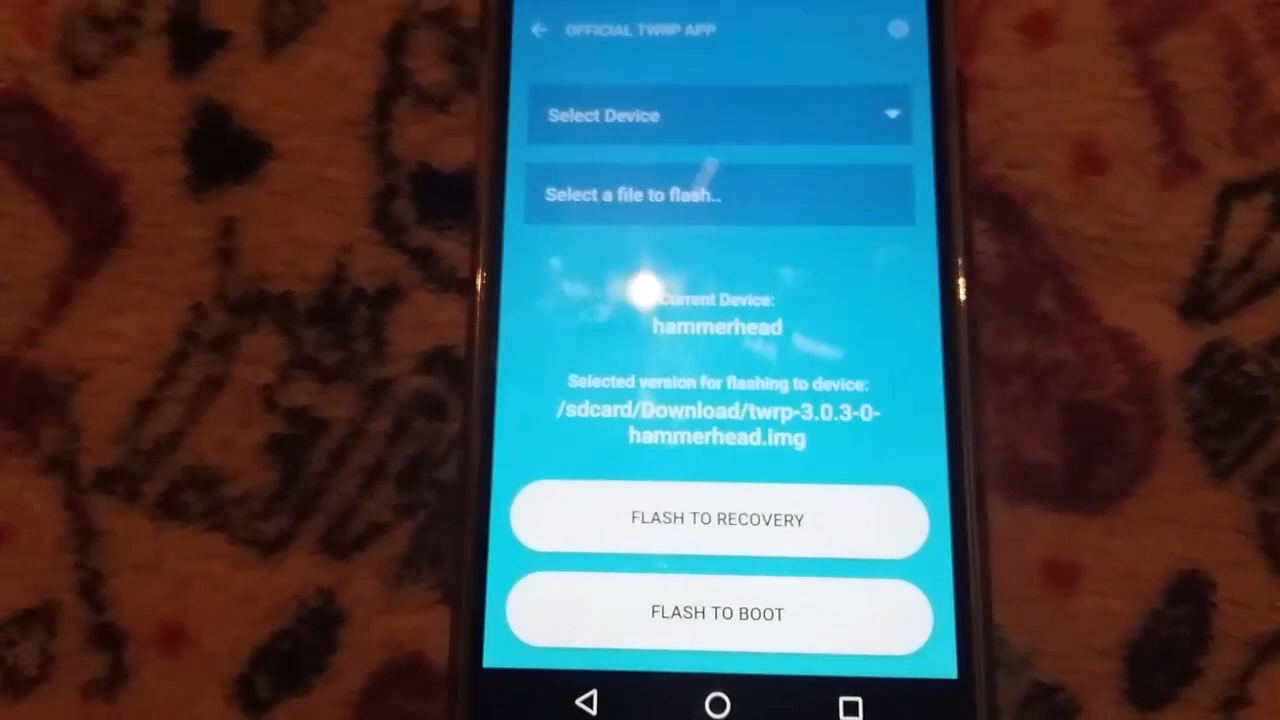 OFFICIAL TWRP APP
Select Device
Select a file to flash..
Current Device:
hammerhead
Selected version for flashing to device:
/sdcard/Download/twrp-3.0.3-0-
hammerhead.img
FLASH TO RECOVERY
FLASH TO BOOT